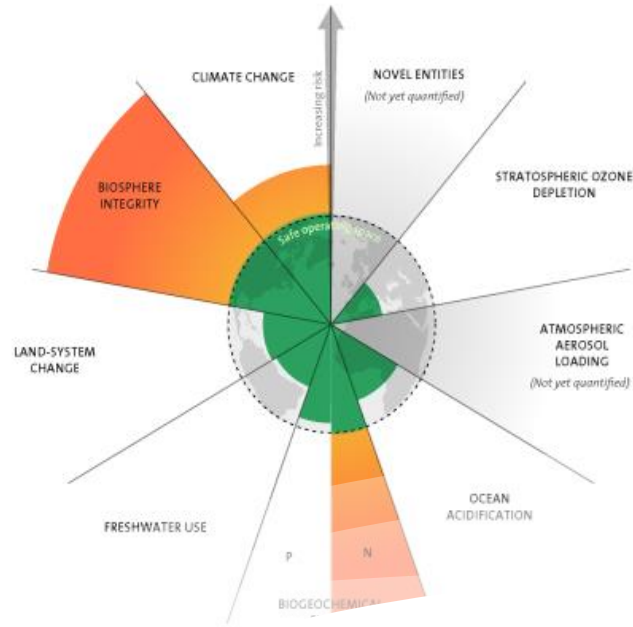 CLIMATE CHANGE
Increasing risk
NOVEL ENTITIES
(Not yet quantified)
BIOSPHERE
INTEGRITY
STRATOSPHERIC OZONE
DEPLETION
Safe operating space
LAND-SYSTEM
CHANGE
ATMOSPHERIC
AEROSOL
LOADING
(Not yet quantified)
FRESHWATER USE
P
N
OCEAN
ACIDIFICATION
BIOGEOCHEMICAL